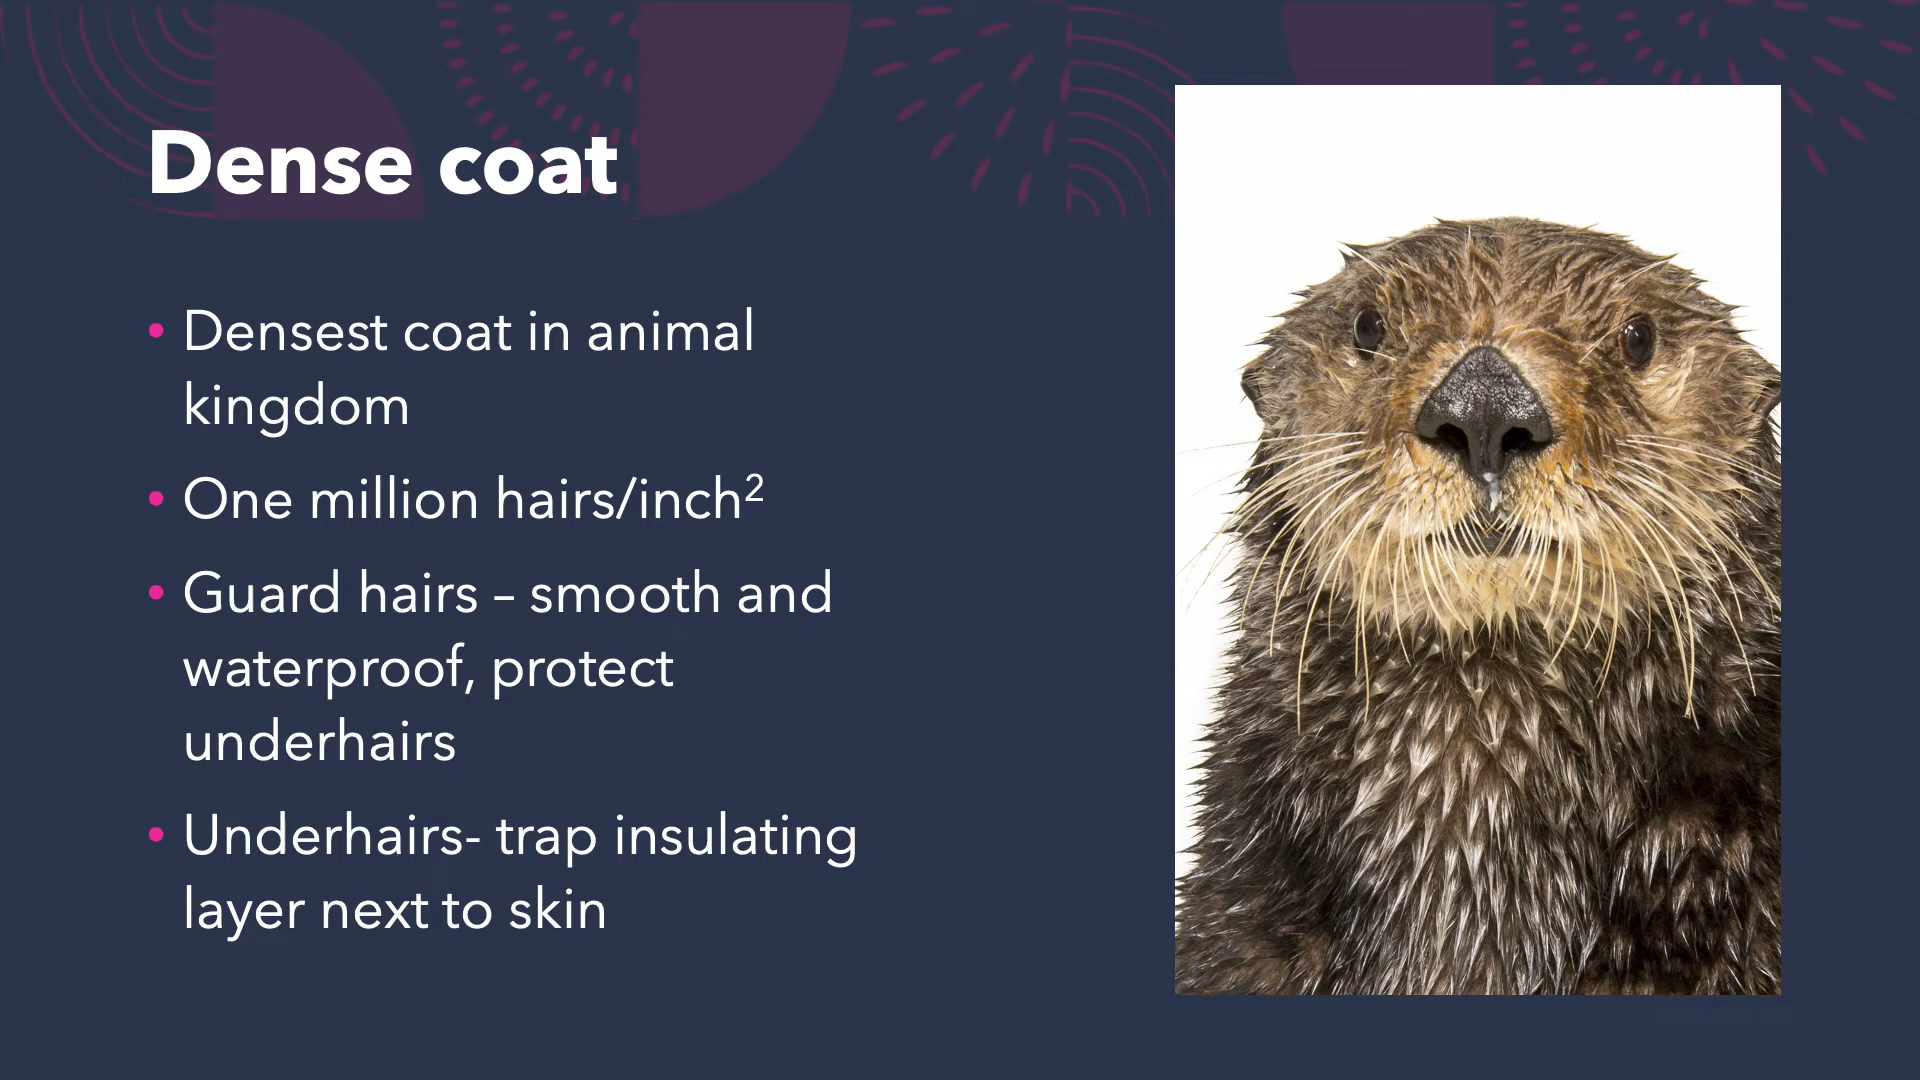 Dense coat
• Densest coat in animal
kingdom
• One million hairs/inch²
• Guard hairs – smooth and
waterproof, protect
underhairs
• Underhairs- trap insulating
layer next to skin